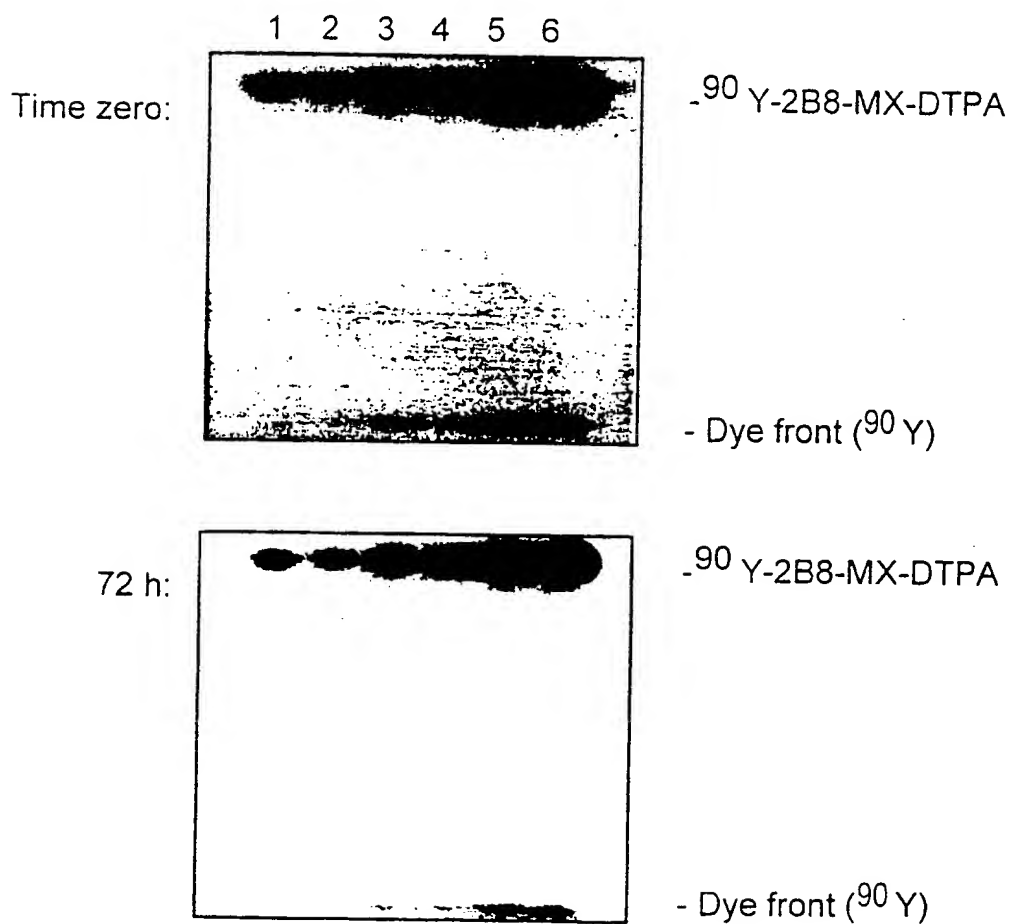 1 2 3 4 5 6
Time zero:
-90 Y-2B8-MX-DTPA
- Dye front (90 Y)
72 h:
-90 Y-2B8-MX-DTPA
- Dye front (90 Y)